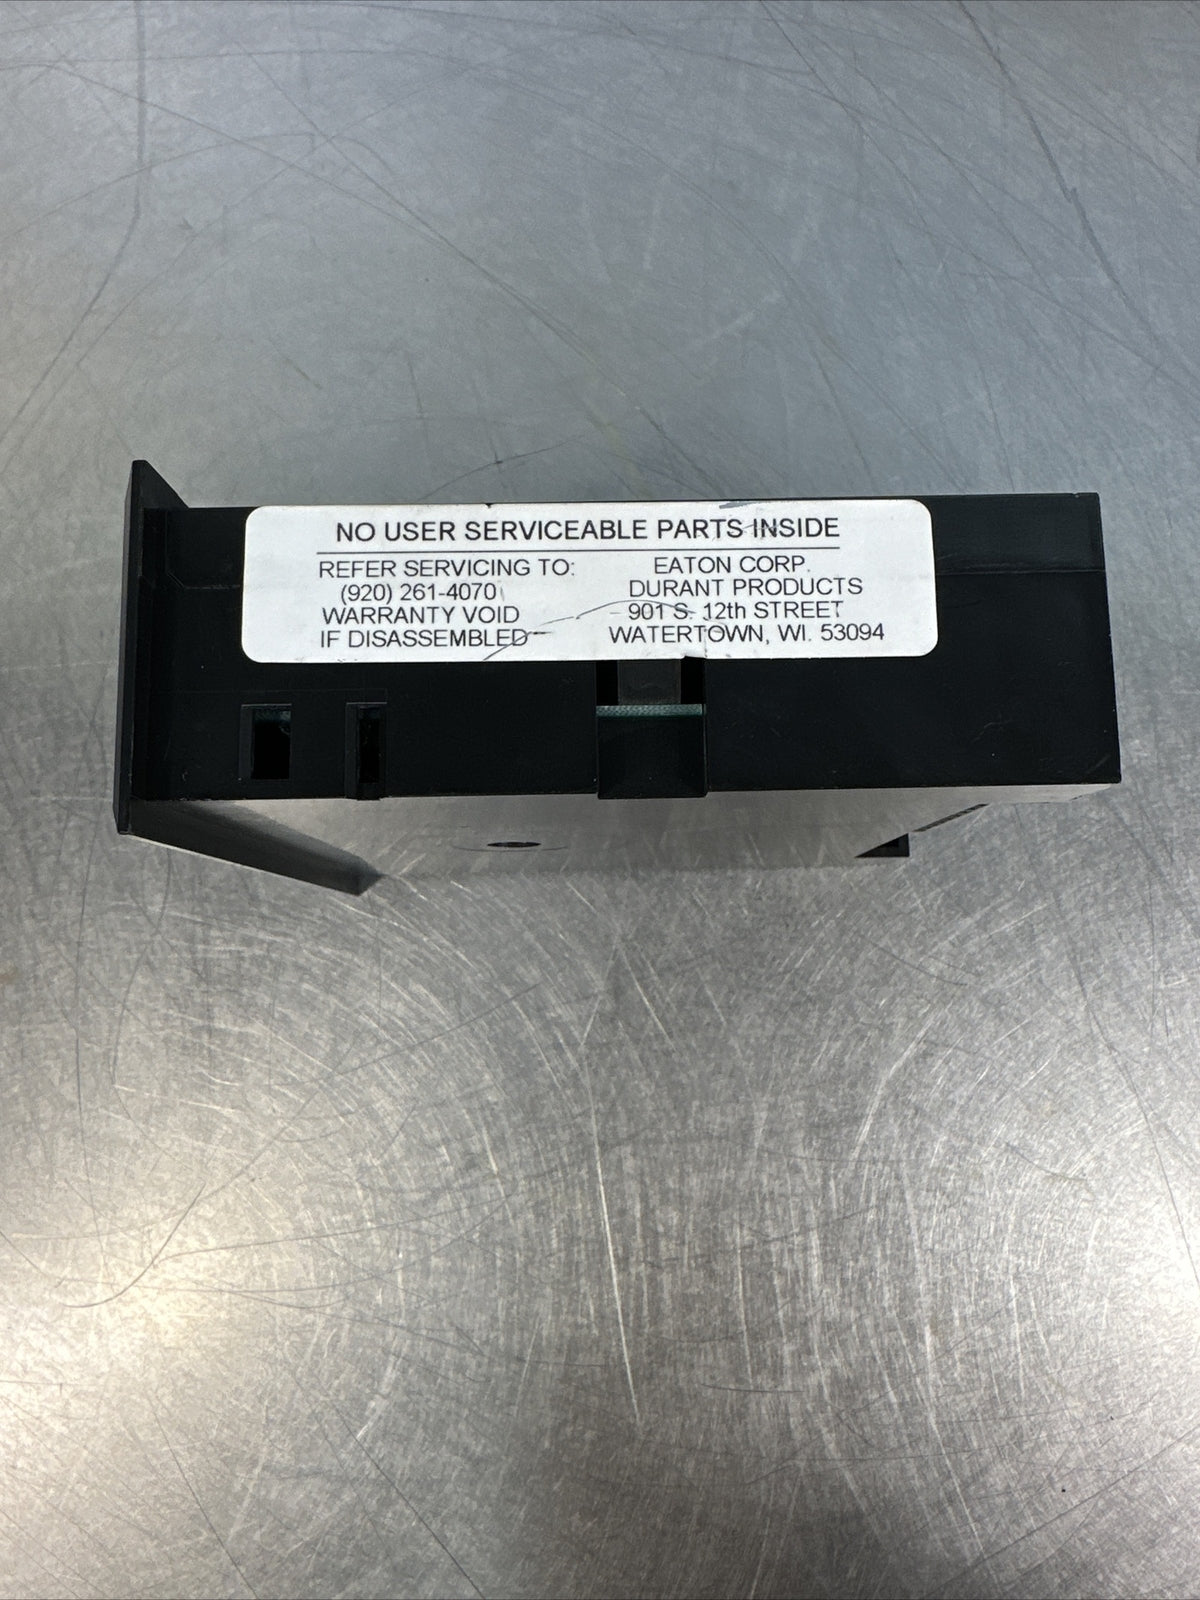 NO USER SERVICEABLE PARTS INSIDE
REFER SERVICING TO:
(920) 261-4070
WARRANTY VOID
IF DISASSEMBLED
EATON CORP.
DURANT PRODUCTS
901 S. 12th STREET
WATERTOWN, WI. 53094